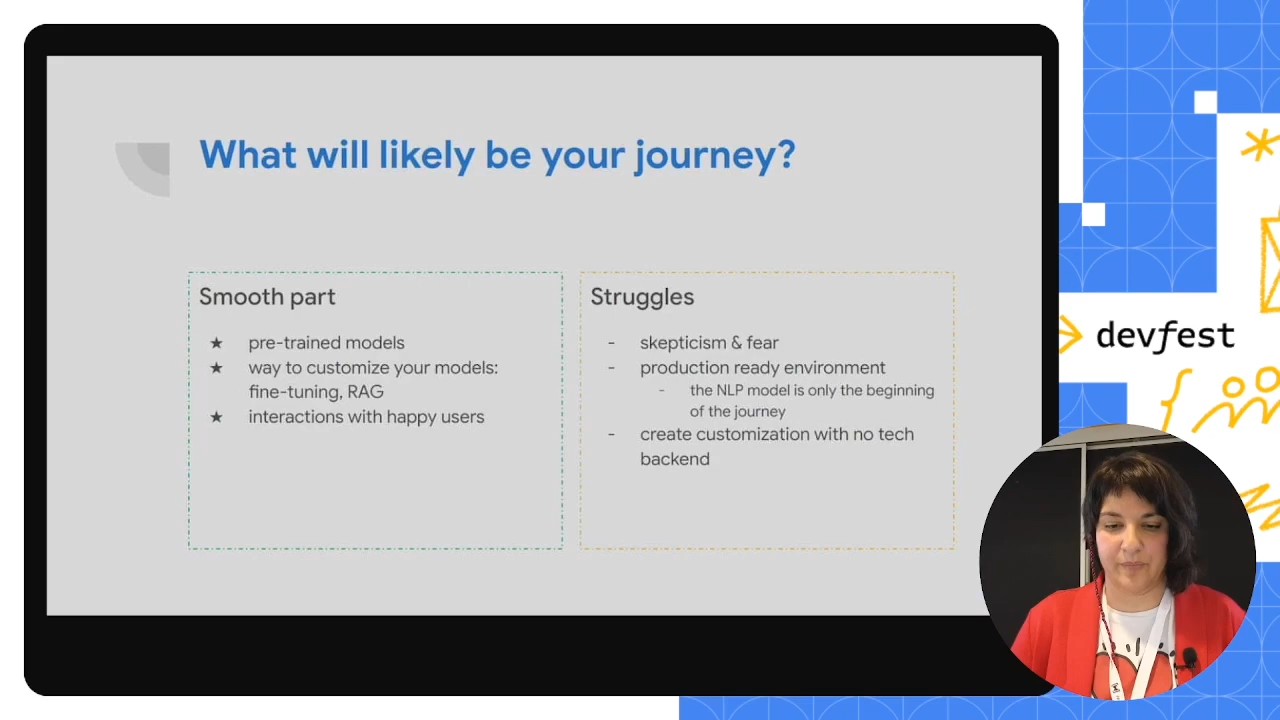 What will likely be your journey?
Smooth part
★ pre-trained models
★ way to customize your models:
fine-tuning, RAG
★ interactions with happy users
Struggles
- skepticism & fear
- production ready environment
- the NLP model is only the beginning
of the journey
- create customization with no tech
backend
devfest